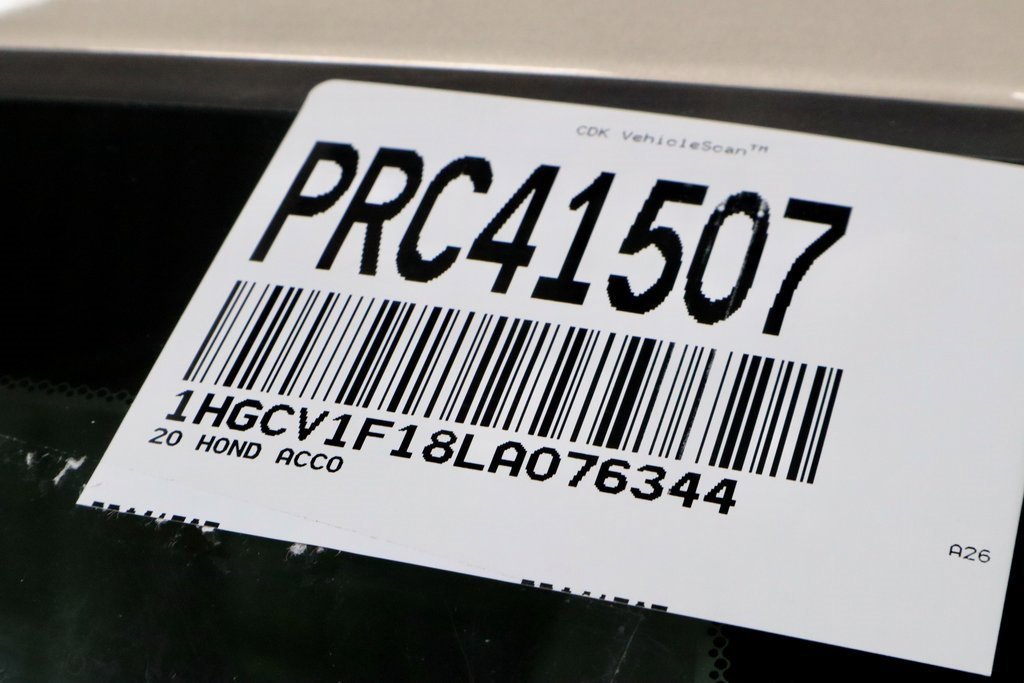 CDK VehicleScan™
PRC41507
1HGCV1F18LA076344
20 HOND ACCO
A26